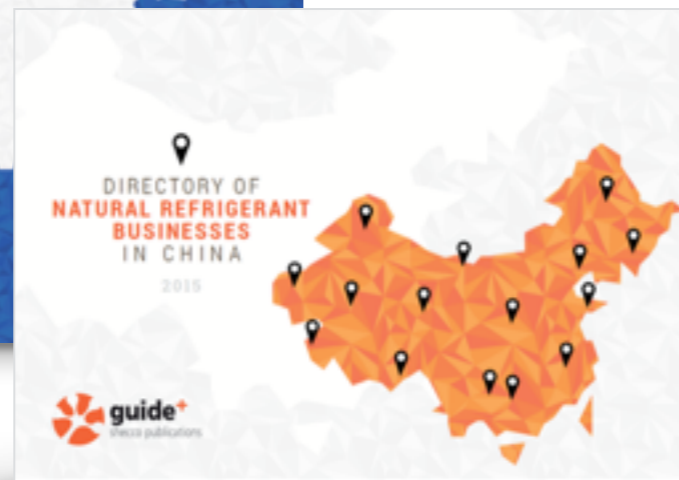 DIRECTORY OF
NATURAL REFRIGERANT
BUSINESSES
IN CHINA
2015
guide+
shecco publications